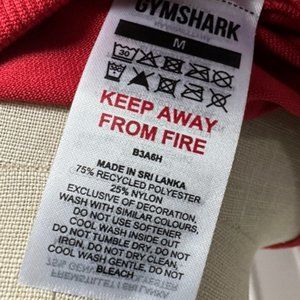 GYMSHARK
M
30
KEEP AWAY
FROM FIRE
B3A6H
MADE IN SRI LANKA
75% RECYCLED POLYESTER
25% NYLON
EXCLUSIVE OF DECORATION.
WASH WITH SIMILAR COLOURS.
DO NOT USE SOFTENER
COOL WASH INSIDE OUT
DO NOT TUMBLE DRY. DO NOT
IRON, DO NOT DRY CLEAN.
COOL WASH GENTLE. DO NOT
BLEACH